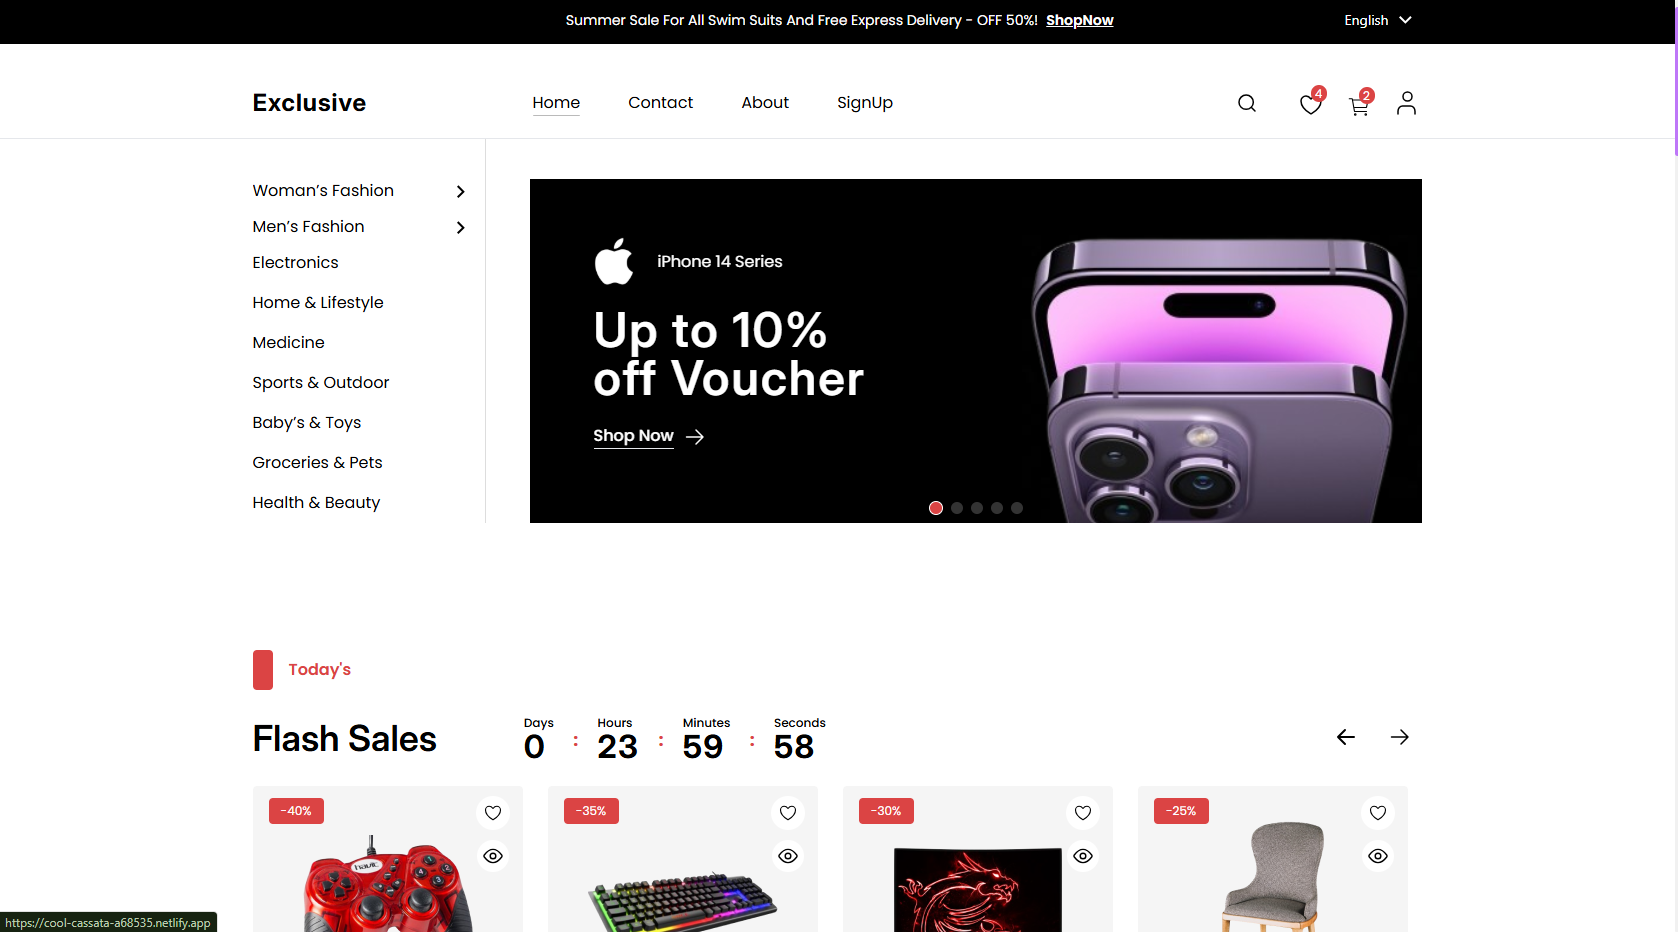 Summer Sale For All Swim Suits And Free Express Delivery - OFF 50%! ShopNow
English
Exclusive
Home
Contact
About
SignUp
4
2
Woman’s Fashion
Men’s Fashion
Electronics
Home & Lifestyle
Medicine
Sports & Outdoor
Baby’s & Toys
Groceries & Pets
Health & Beauty
iPhone 14 Series
Up to 10%
off Voucher
Shop Now
Today's
Flash Sales
Days
0
:
Hours
23
:
Minutes
59
:
Seconds
58
-40%
-35%
-30%
-25%
havic
https://cool-cassata-a68535.netlify.app